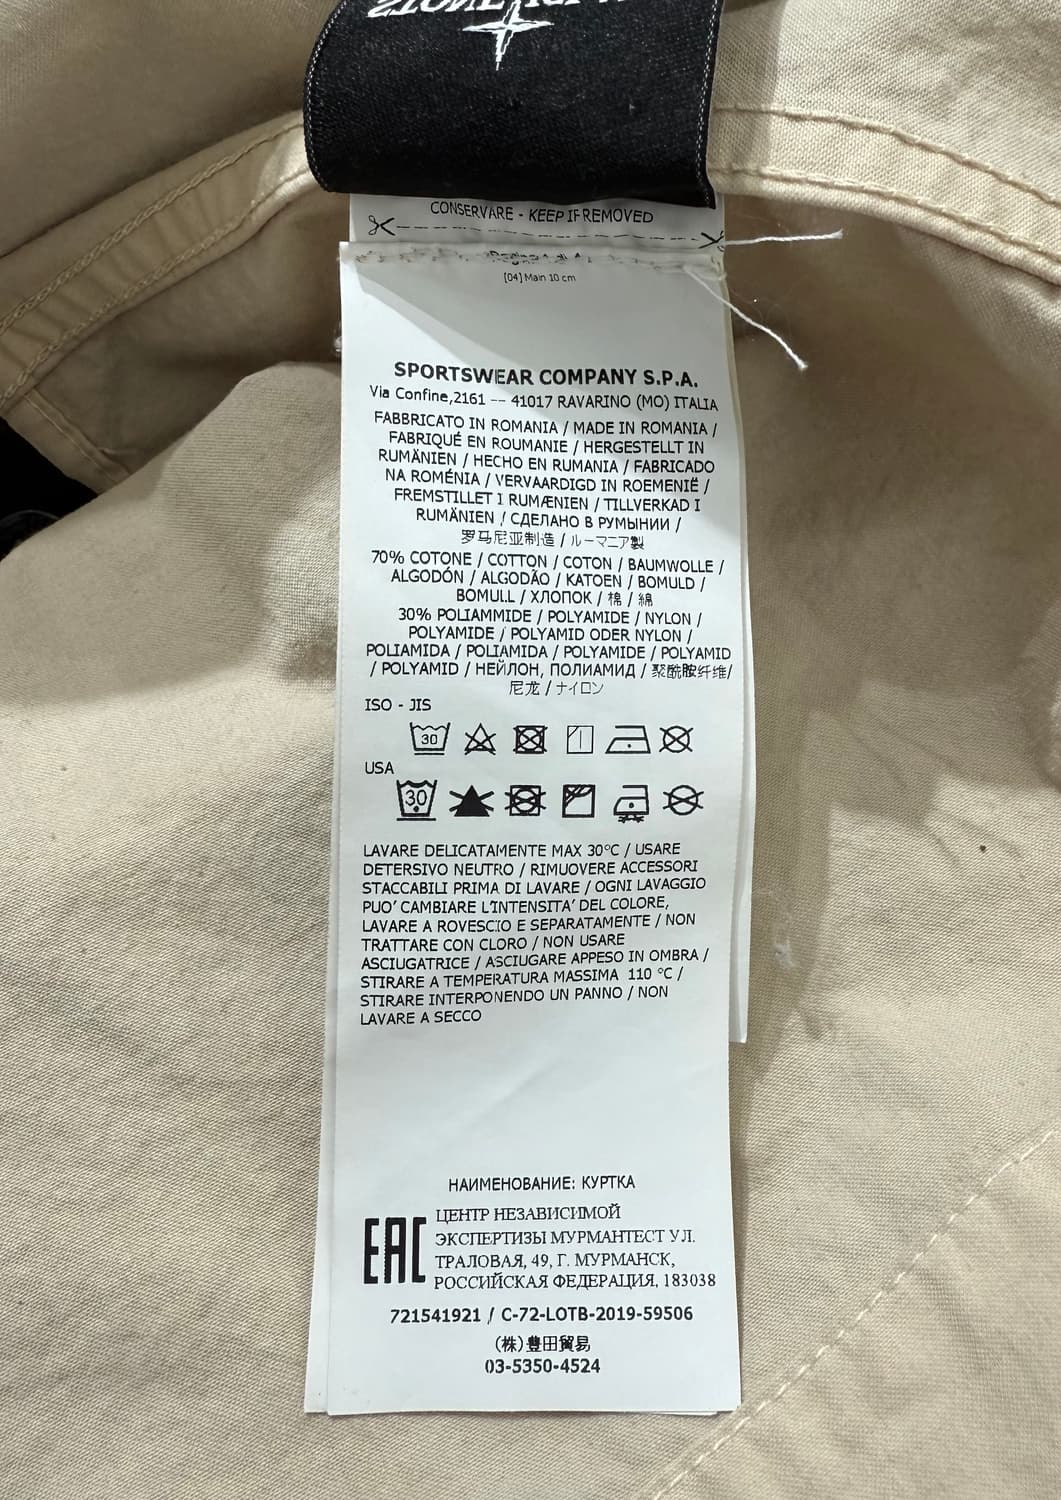 CONSERVARE - KEEP IF REMOVED
[04] Main 10 cm
SPORTSWEAR COMPANY S.P.A.
Via Confine,2161 -- 41017 RAVARINO (MO) ITALIA
FABBRICATO IN ROMANIA / MADE IN ROMANIA /
FABRIQUÉ EN ROUMANIE / HERGESTELLT IN
RUMÄNIEN / HECHO EN RUMANIA / FABRICADO
NA ROMÉNIA / VERVAARDIGD IN ROEMENIË /
FREMSTILLET I RUMÆNIEN / TILLVERKAD I
RUMÄNIEN / СДЕЛАНО В РУМЫНИИ /
罗马尼亚制造 / ルーマニア製
70% COTONE / COTTON / COTON / BAUMWOLLE /
ALGODÓN / ALGODÃO / KATOEN / BOMULD /
BOMULL / ХЛОПОК / 棉 / 綿
30% POLIAMMIDE / POLYAMIDE / NYLON /
POLYAMIDE / POLYAMID ODER NYLON /
POLIAMIDA / POLIAMIDA / POLYAMIDE / POLYAMID
/ POLYAMID / НЕЙЛОН, ПОЛИАМИД / 聚酰胺纤维/
尼龙 / ナイロン
ISO - JIS
30
USA
30
LAVARE DELICATAMENTE MAX 30°C / USARE
DETERSIVO NEUTRO / RIMUOVERE ACCESSORI
STACCABILI PRIMA DI LAVARE / OGNI LAVAGGIO
PUO' CAMBIARE L'INTENSITA' DEL COLORE,
LAVARE A ROVESCIO E SEPARATAMENTE / NON
TRATTARE CON CLORO / NON USARE
ASCIUGATRICE / ASCIUGARE APPESO IN OMBRA /
STIRARE A TEMPERATURA MASSIMA 110 °C /
STIRARE INTERPONENDO UN PANNO / NON
LAVARE A SECCO
НАИМЕНОВАНИЕ: КУРТКА
EAC
ЦЕНТР НЕЗАВИСИМОЙ
ЭКСПЕРТИЗЫ МУРМАНТЕСТ УЛ.
ТРАЛОВАЯ, 49, Г. МУРМАНСК,
РОССИЙСКАЯ ФЕДЕРАЦИЯ, 183038
721541921 / C-72-LOTB-2019-59506
(株)豊田貿易
03-5350-4524